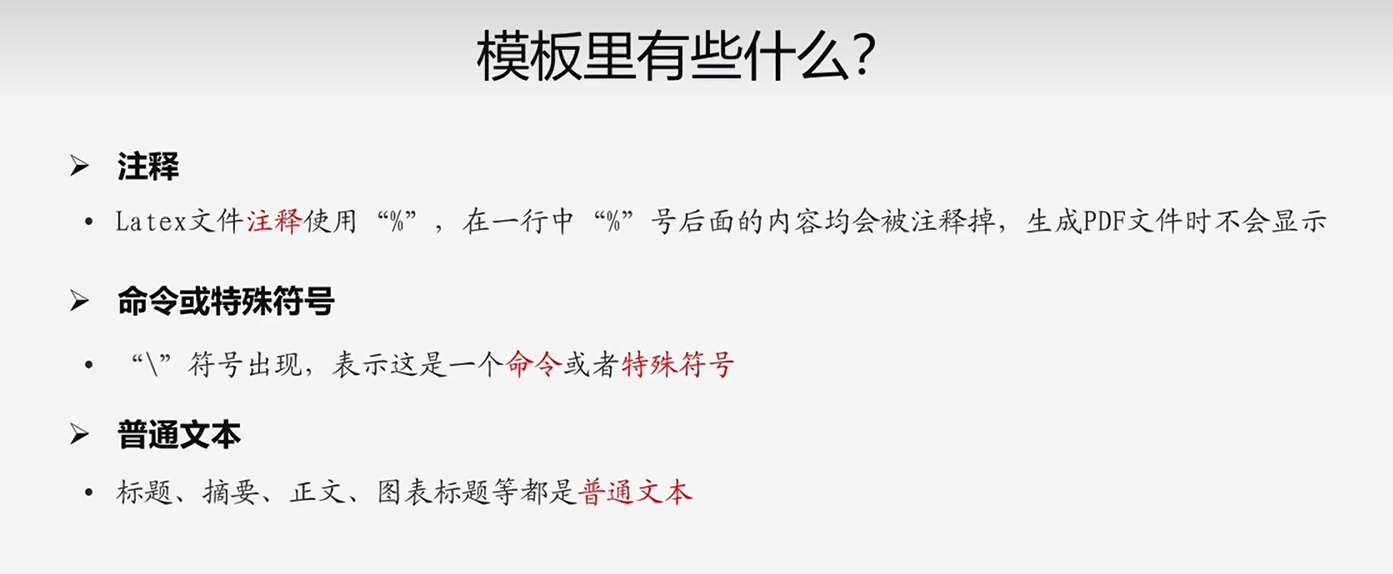 模板里有些什么？
注释
Latex文件注释使用“%”，在一行中“%”号后面的内容均会被注释掉，生成PDF文件时不会显示
命令或特殊符号
“\”符号出现，表示这是一个命令或者特殊符号
普通文本
标题、摘要、正文、图表标题等都是普通文本